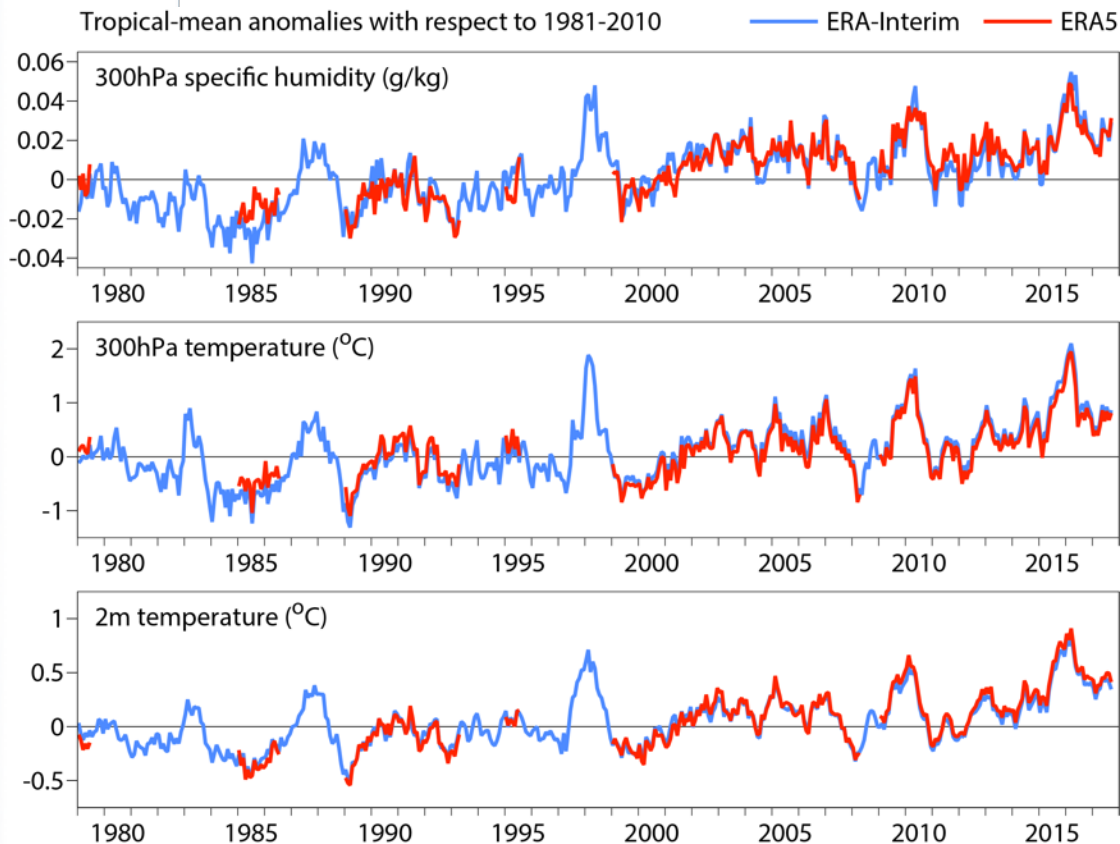 Tropical-mean anomalies with respect to 1981-2010 ERA-Interim ERA5
300hPa specific humidity (g/kg)
0.06
0.04
0.02
0
-0.02
-0.04
1980 1985 1990 1995 2000 2005 2010 2015
300hPa temperature (°C)
2
1
0
-1
1980 1985 1990 1995 2000 2005 2010 2015
2m temperature (°C)
1
0.5
0
-0.5
1980 1985 1990 1995 2000 2005 2010 2015